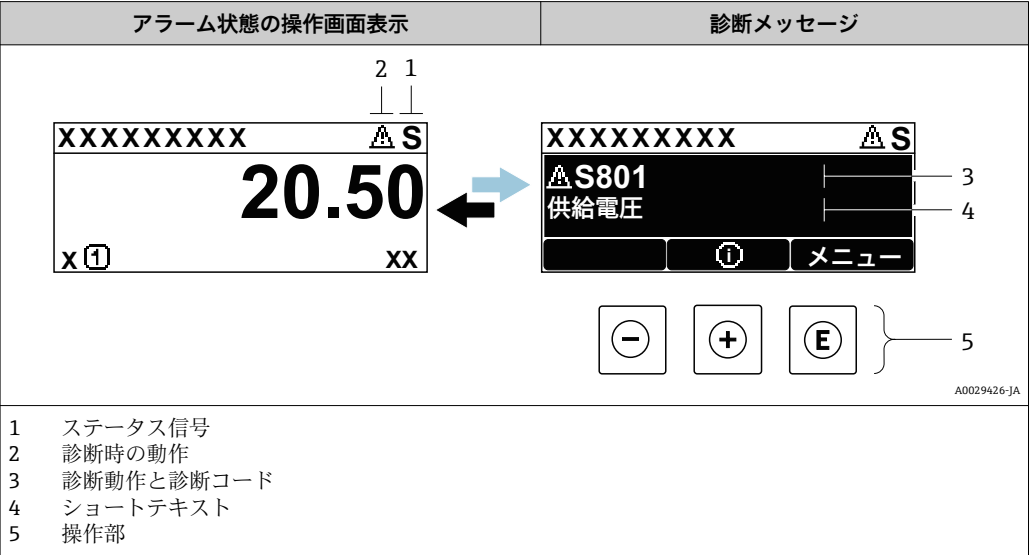 アラーム状態の操作画面表示
診断メッセージ
2 1
XXXXXXXXX ⚠ S
20.50
x 1 xx
XXXXXXXXX ⚠ S
⚠S801
供給電圧
i メニュー
3
4
- + E
5
A0029426-JA
1 ステータス信号
2 診断時の動作
3 診断動作と診断コード
4 ショートテキスト
5 操作部